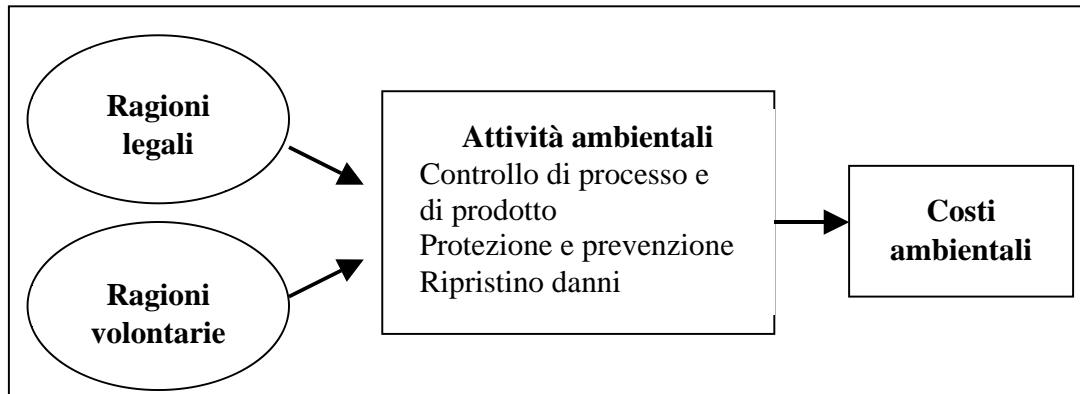 Ragioni
legali
Ragioni
volontarie
Attività ambientali
Controllo di processo e
di prodotto
Protezione e prevenzione
Ripristino danni
Costi
ambientali